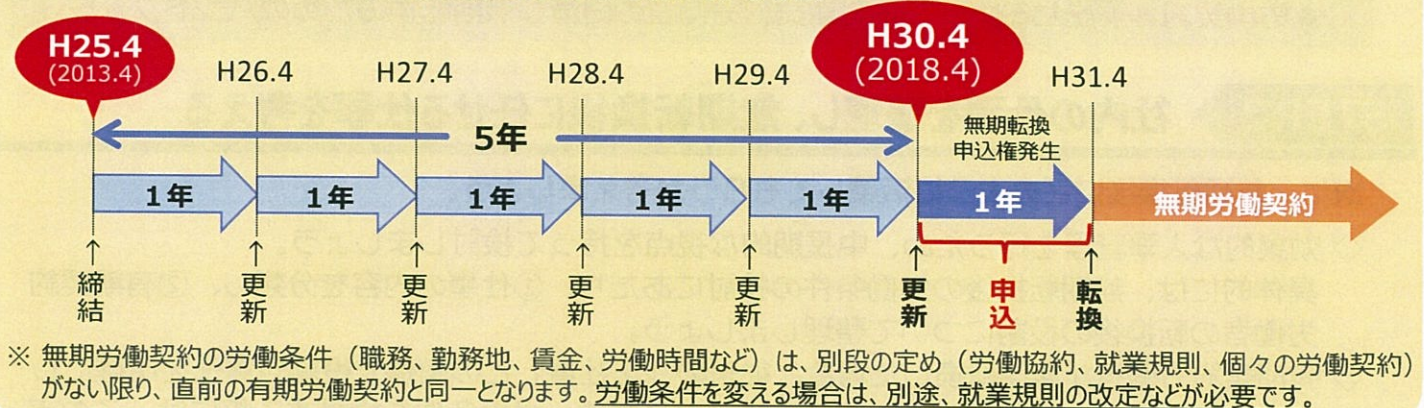 H25.4
(2013.4)
H26.4
H27.4
H28.4
H29.4
H30.4
(2018.4)
H31.4
5年
無期転換
申込権発生
1年
1年
1年
1年
1年
1年
無期労働契約
↑締結
↑更新
↑更新
↑更新
↑更新
↑更新
申込
↑転換
※ 無期労働契約の労働条件(職務、勤務地、賃金、労働時間など)は、別段の定め(労働協約、就業規則、個々の労働契約)
がない限り、直前の有期労働契約と同一となります。労働条件を変える場合は、別途、就業規則の改定などが必要です。